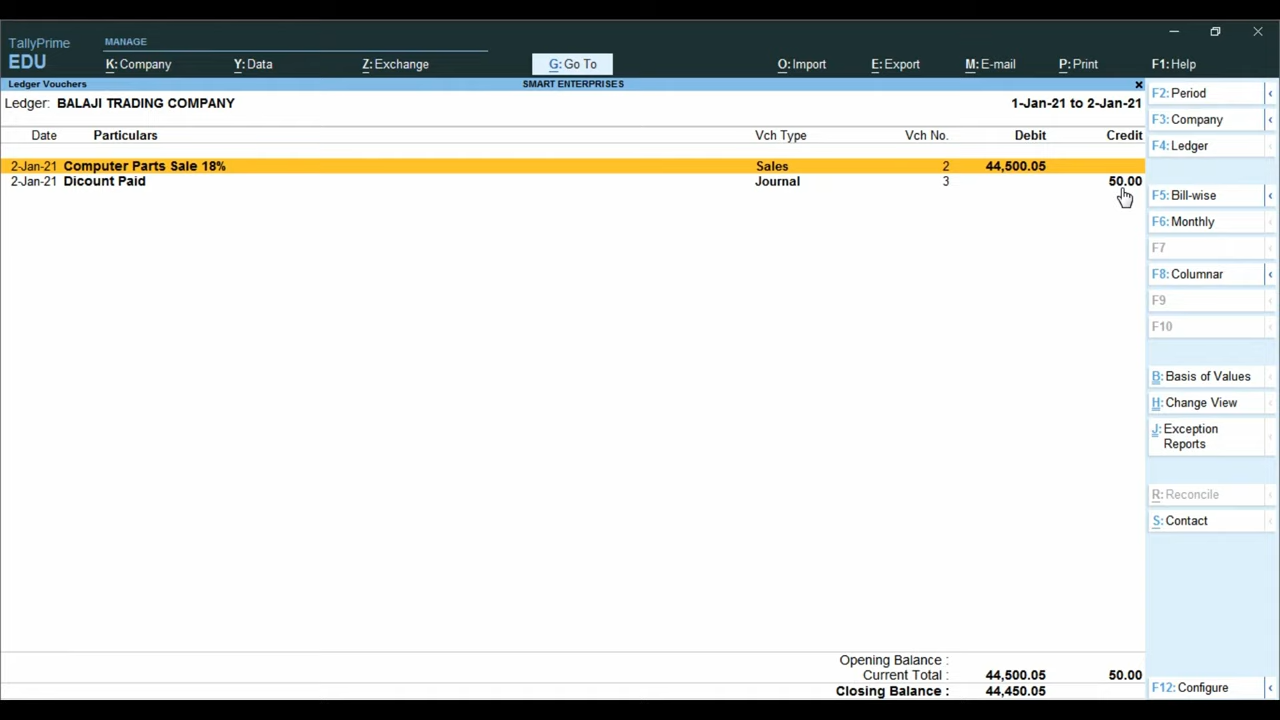 TallyPrime
EDU
MANAGE
K: Company Y: Data Z: Exchange G: Go To O: Import E: Export M: E-mail P: Print F1: Help
Ledger Vouchers SMART ENTERPRISES x
Ledger: BALAJI TRADING COMPANY 1-Jan-21 to 2-Jan-21
Date Particulars Vch Type Vch No. Debit Credit
2-Jan-21 Computer Parts Sale 18% Sales 2 44,500.05
2-Jan-21 Dicount Paid Journal 3 50.00
Opening Balance :
Current Total : 44,500.05 50.00
Closing Balance : 44,450.05
F2: Period
F3: Company
F4: Ledger
F5: Bill-wise
F6: Monthly
F7
F8: Columnar
F9
F10
B: Basis of Values
H: Change View
J: Exception
Reports
R: Reconcile
S: Contact
F12: Configure